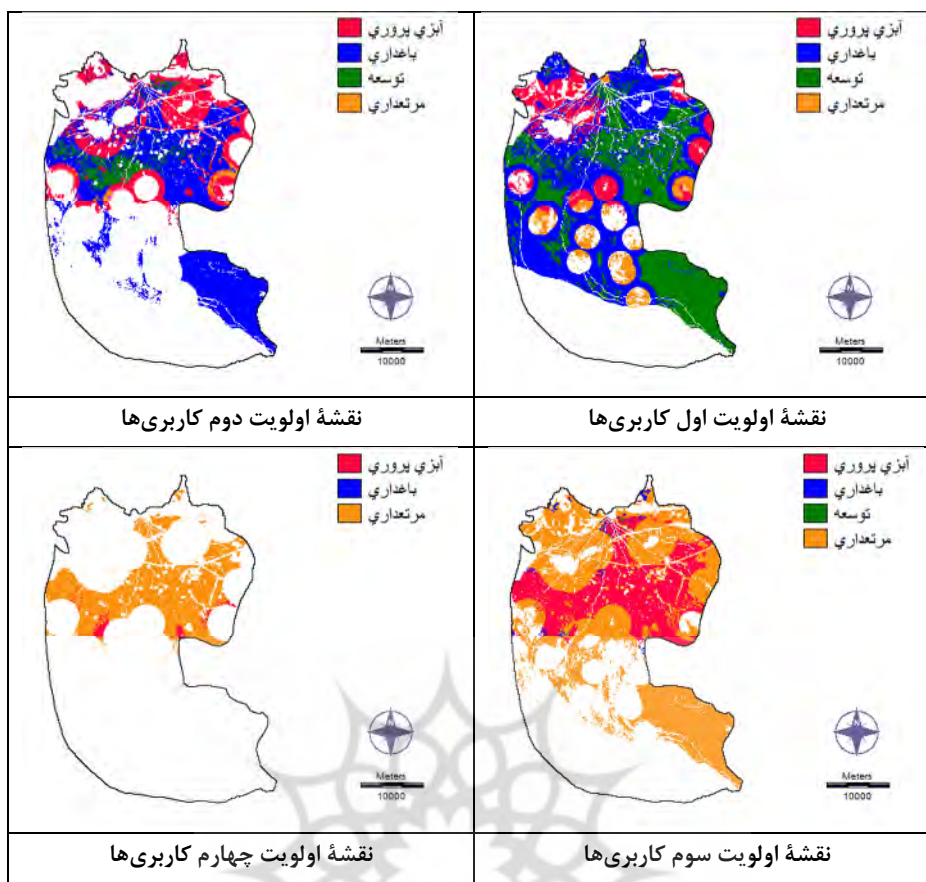 آبزي پروري
باغداري
توسعه
مرتعداري
Meters
10000
نقشهٔ اولویت اول کاربری‌ها
آبزي پروري
باغداري
توسعه
مرتعداري
Meters
10000
نقشهٔ اولویت دوم کاربری‌ها
آبزي پروري
باغداري
توسعه
مرتعداري
Meters
10000
نقشهٔ اولویت سوم کاربری‌ها
آبزي پروري
باغداري
مرتعداري
Meters
10000
نقشهٔ اولویت چهارم کاربری‌ها